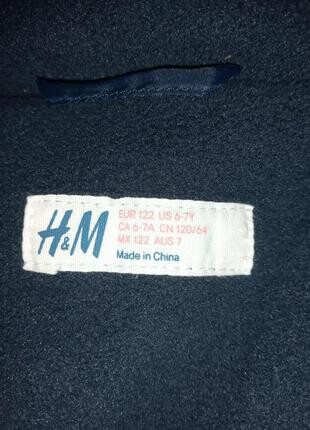 H&M
EUR 122 US 6-7Y
CA 6-7A CN 120/64
MX 122 AUS 7
Made in China